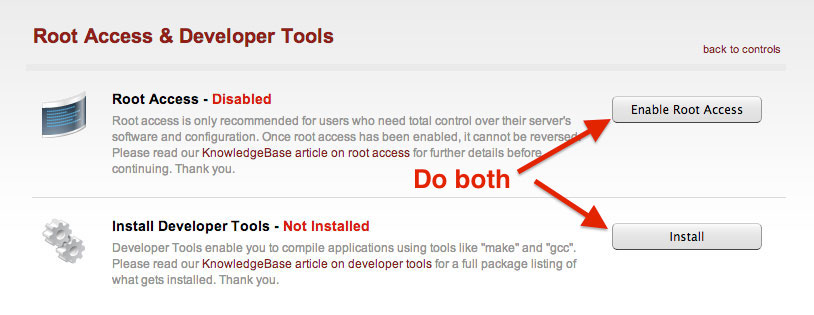 Root Access & Developer Tools
back to controls
Root Access - Disabled
Enable Root Access
Root access is only recommended for users who need total control over their server's
software and configuration. Once root access has been enabled, it cannot be reversed.
Please read our KnowledgeBase article on root access for further details before
continuing. Thank you.
Do both
Install Developer Tools - Not Installed
Install
Developer Tools enable you to compile applications using tools like "make" and "gcc".
Please read our KnowledgeBase article on developer tools for a full package listing of
what gets installed. Thank you.